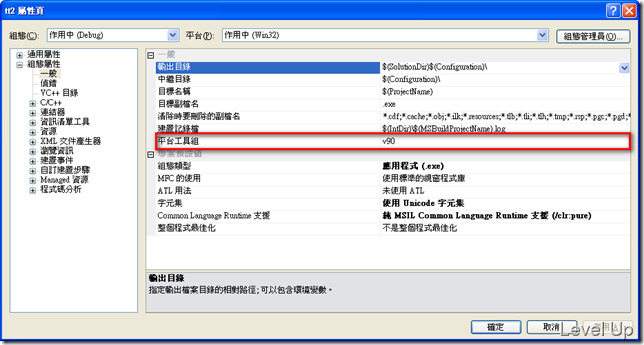 tt2 屬性頁
組態(C): 作用中 (Debug) 平台(P): 作用中 (Win32) 組態管理員(O)...
通用屬性
組態屬性
一般
偵錯
VC++ 目錄
C/C++
連結器
資訊清單工具
資源
XML 文件產生器
瀏覽資訊
建置事件
自訂建置步驟
Managed 資源
程式碼分析
一般
輸出目錄 $(SolutionDir)$(Configuration)\
中繼目錄 $(Configuration)\
目標名稱 $(ProjectName)
目標副檔名 .exe
清除時要刪除的副檔名 *.cdf;*.cache;*.obj;*.ilk;*.resources;*.tlb;*.tli;*.tlh;*.tmp;*.rsp;*.pgc;*.pgd;
建置記錄檔 $(IntDir)\$(MSBuildProjectName).log
平台工具組 v90
專案預設值
組態類型 應用程式 (.exe)
MFC 的使用 使用標準的視窗程式庫
ATL 用法 未使用 ATL
字元集 使用 Unicode 字元集
Common Language Runtime 支援 純 MSIL Common Language Runtime 支援 (/clr:pure)
整個程式最佳化 不是整個程式最佳化
輸出目錄
指定輸出檔案目錄的相對路徑;可以包含環境變數。
確定 取消
Level Up